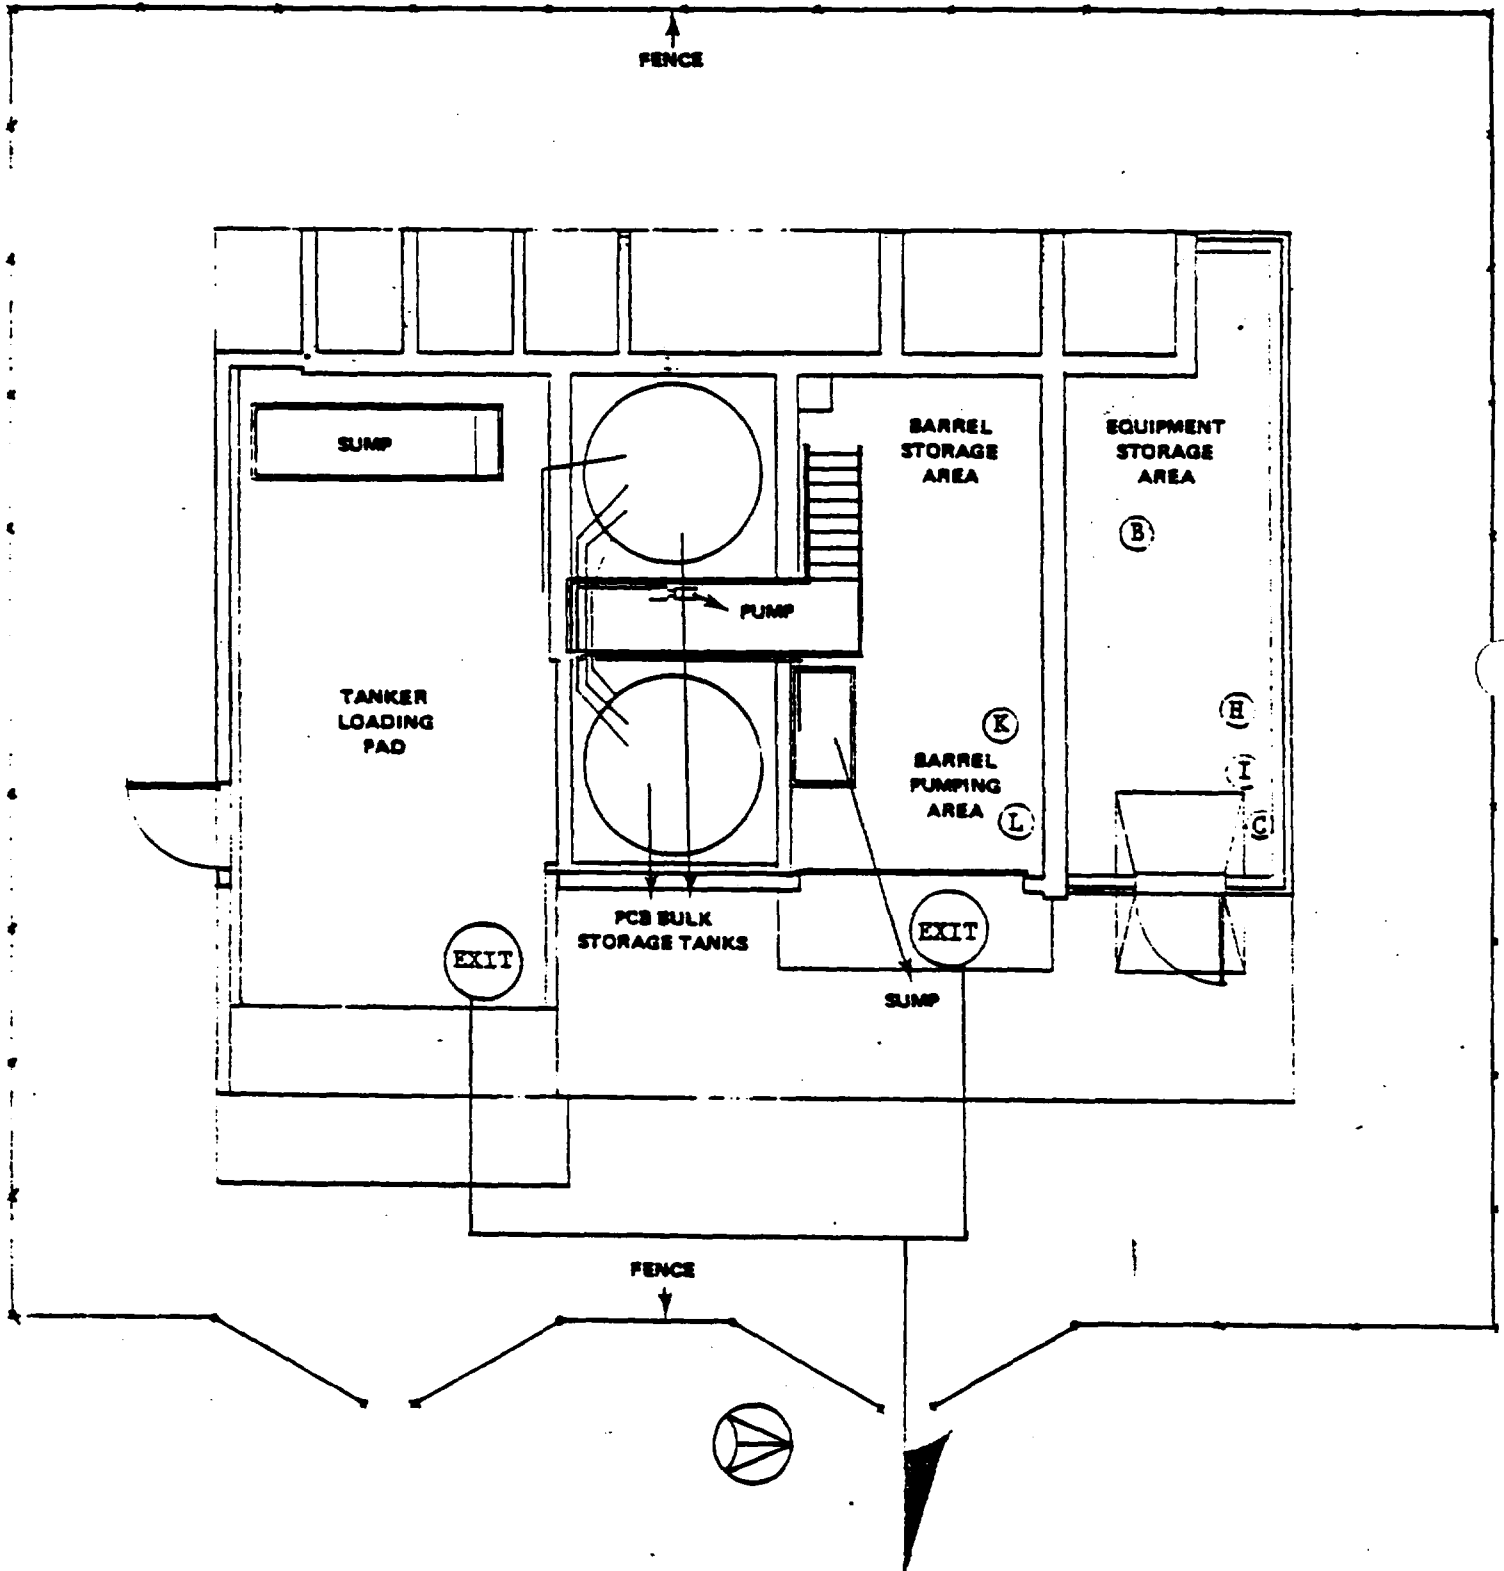 FENCE
SUMP
BARREL
STORAGE
AREA
EQUIPMENT
STORAGE
AREA
B
PUMP
TANKER
LOADING
PAD
K
H
BARREL
PUMPING
AREA
I
L
C
PCB BULK
STORAGE TANKS
EXIT
EXIT
SUMP
FENCE